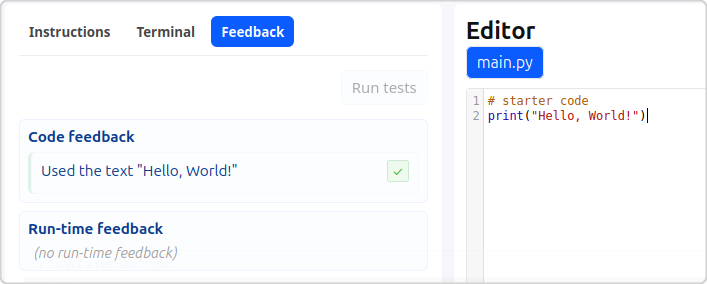 Instructions Terminal Feedback
Run tests
Code feedback
Used the text "Hello, World!"
Run-time feedback
(no run-time feedback)
Editor
main.py
1 # starter code
2 print("Hello, World!")